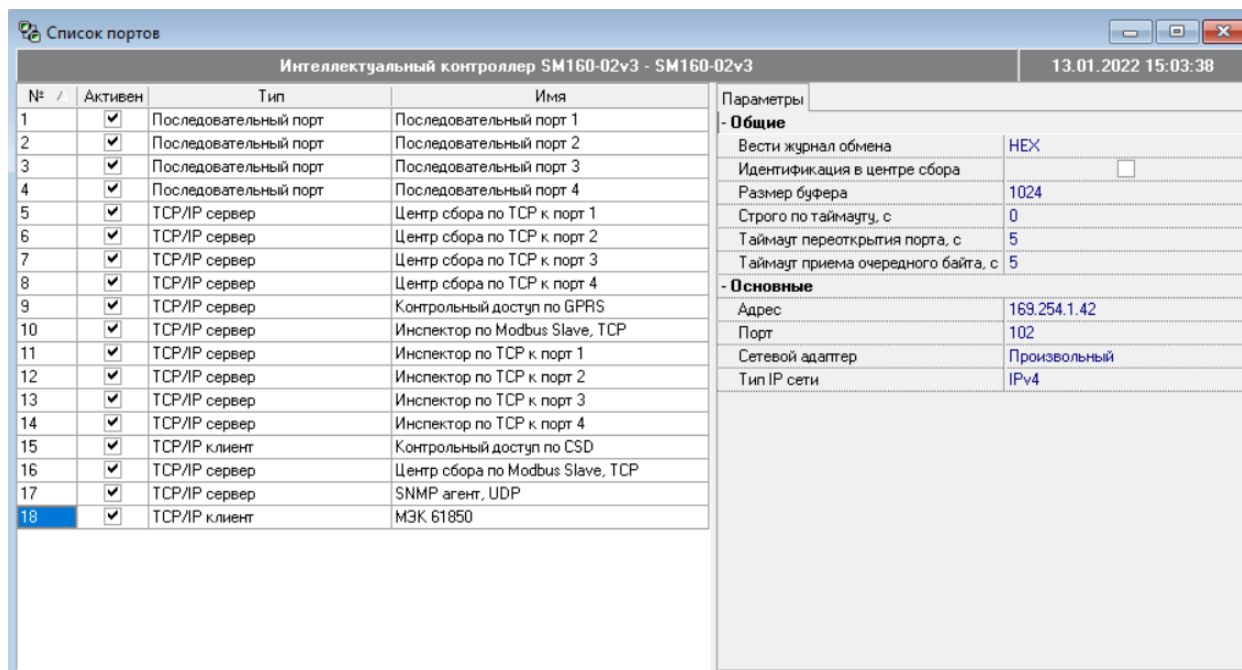 Список портов
Интеллектуальный контроллер SM160-02v3 - SM160-02v3 13.01.2022 15:03:38
№ Активен Тип Имя
1 Последовательный порт Последовательный порт 1
2 Последовательный порт Последовательный порт 2
3 Последовательный порт Последовательный порт 3
4 Последовательный порт Последовательный порт 4
5 TCP/IP сервер Центр сбора по TCP к порт 1
6 TCP/IP сервер Центр сбора по TCP к порт 2
7 TCP/IP сервер Центр сбора по TCP к порт 3
8 TCP/IP сервер Центр сбора по TCP к порт 4
9 TCP/IP сервер Контрольный доступ по GPRS
10 TCP/IP сервер Инспектор по Modbus Slave, TCP
11 TCP/IP сервер Инспектор по TCP к порт 1
12 TCP/IP сервер Инспектор по TCP к порт 2
13 TCP/IP сервер Инспектор по TCP к порт 3
14 TCP/IP сервер Инспектор по TCP к порт 4
15 TCP/IP клиент Контрольный доступ по CSD
16 TCP/IP сервер Центр сбора по Modbus Slave, TCP
17 TCP/IP сервер SNMP агент, UDP
18 TCP/IP клиент МЭК 61850
Параметры
- Общие
Вести журнал обмена HEX
Идентификация в центре сбора
Размер буфера 1024
Строго по таймауту, с 0
Таймаут переоткрытия порта, с 5
Таймаут приема очередного байта, с 5
- Основные
Адрес 169.254.1.42
Порт 102
Сетевой адаптер Произвольный
Тип IP сети IPv4